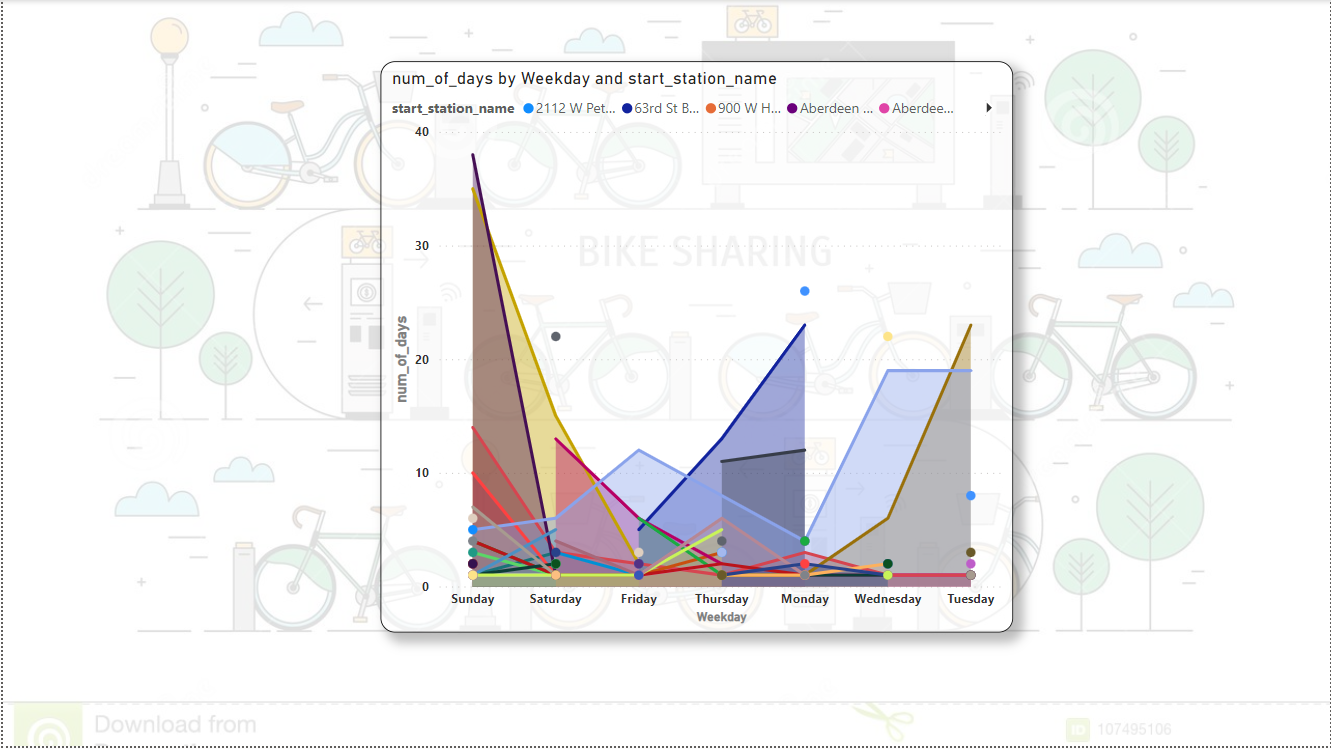 num_of_days by Weekday and start_station_name
start_station_name 2112 W Pet... 63rd St B... 900 W H... Aberdeen ... Aberdee...
40
30
20
10
0
num_of_days
BIKE SHARING
Sunday Saturday Friday Thursday Monday Wednesday Tuesday
Weekday
Download from
ID 107495106